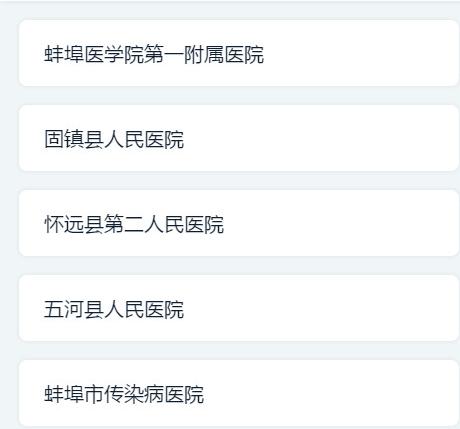 蚌埠医学院第一附属医院
固镇县人民医院
怀远县第二人民医院
五河县人民医院
蚌埠市传染病医院